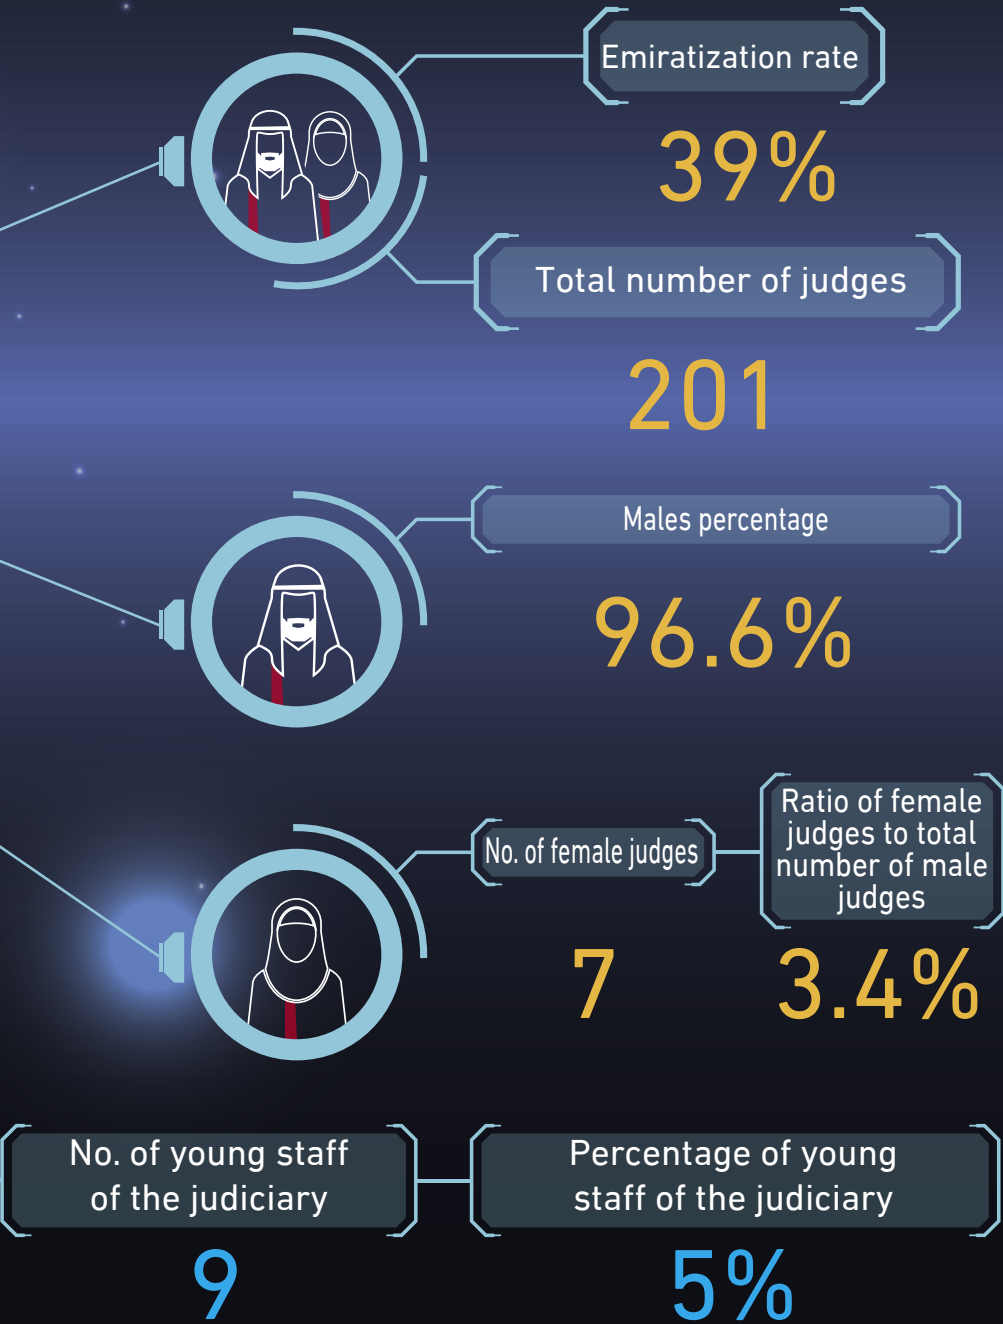 Emiratization rate
39%
Total number of judges
201
Males percentage
96.6%
No. of female judges
7
Ratio of female
judges to total
number of male
judges
3.4%
No. of young staff
of the judiciary
9
Percentage of young
staff of the judiciary
5%